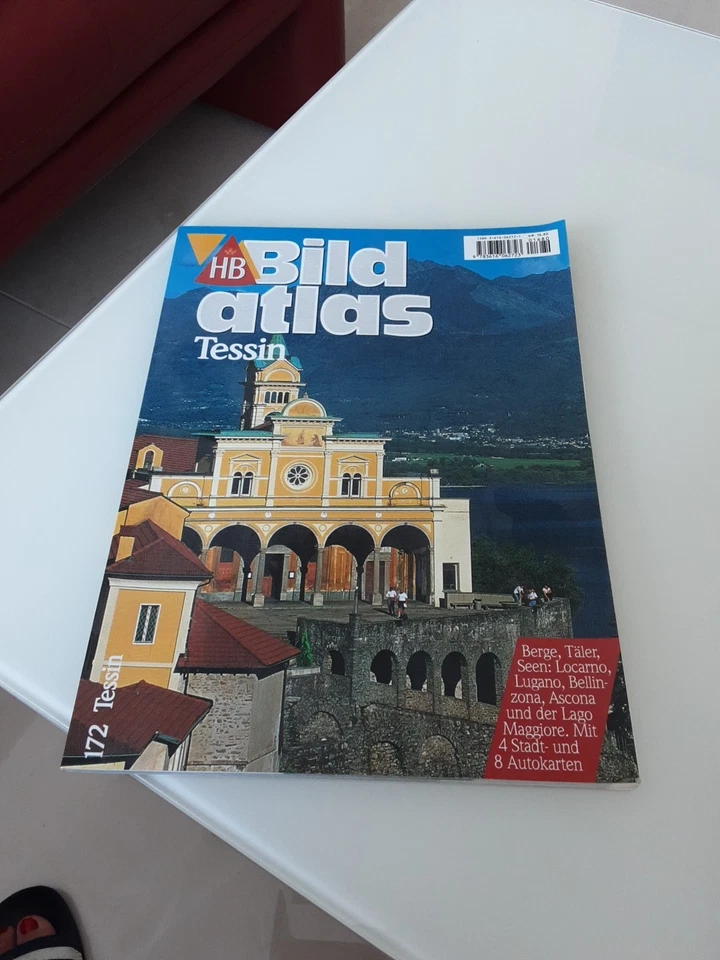 HB Bild
atlas
Tessin
172 Tessin
Berge, Täler,
Seen: Locarno,
Lugano, Bellin-
zona, Ascona
und der Lago
Maggiore. Mit
4 Stadt- und
8 Autokarten